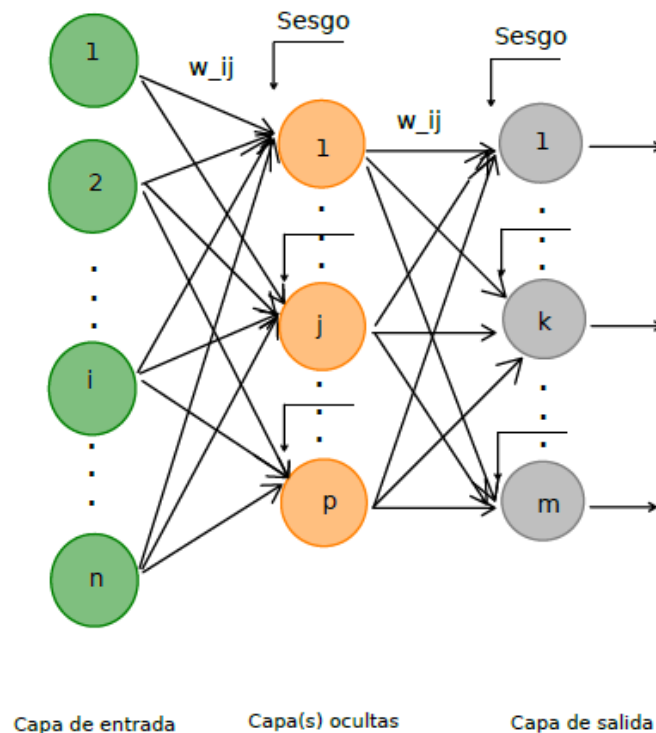 Sesgo
Sesgo
w_ij
w_ij
1
2
i
n
1
j
p
1
k
m
Capa de entrada
Capa(s) ocultas
Capa de salida